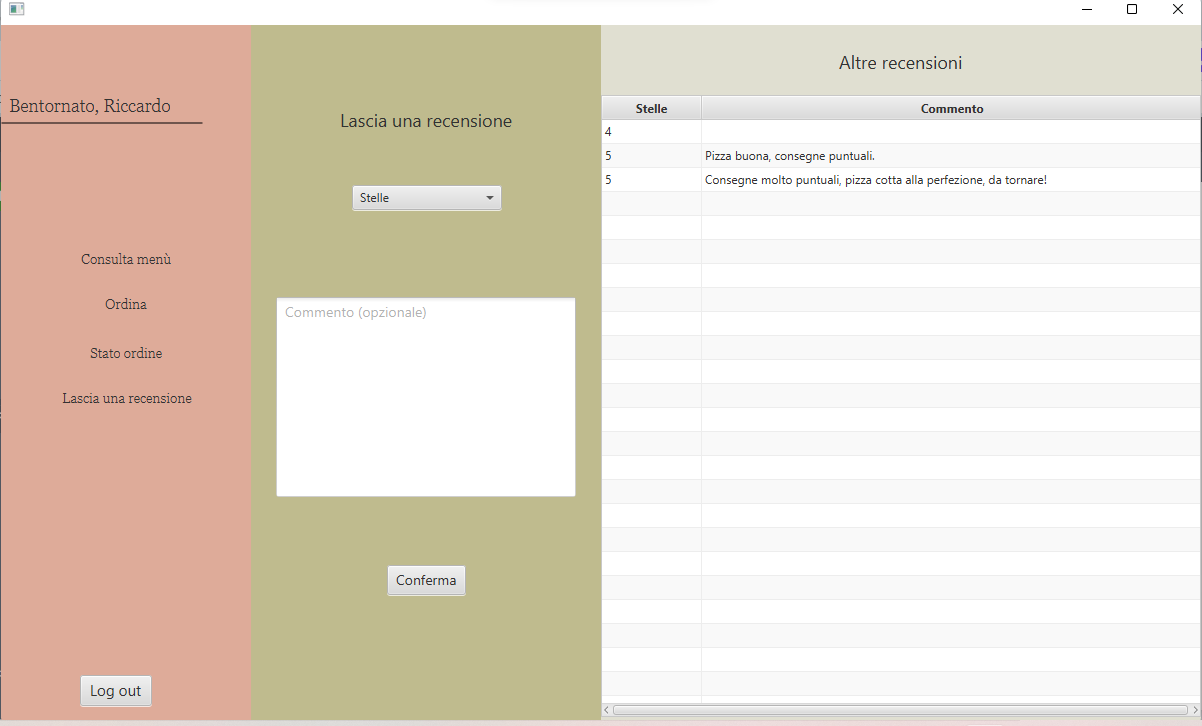 Bentornato, Riccardo
Consulta menù
Ordina
Stato ordine
Lascia una recensione
Log out
Lascia una recensione
Stelle
Commento (opzionale)
Conferma
Altre recensioni
Stelle Commento
4
5 Pizza buona, consegne puntuali.
5 Consegne molto puntuali, pizza cotta alla perfezione, da tornare!